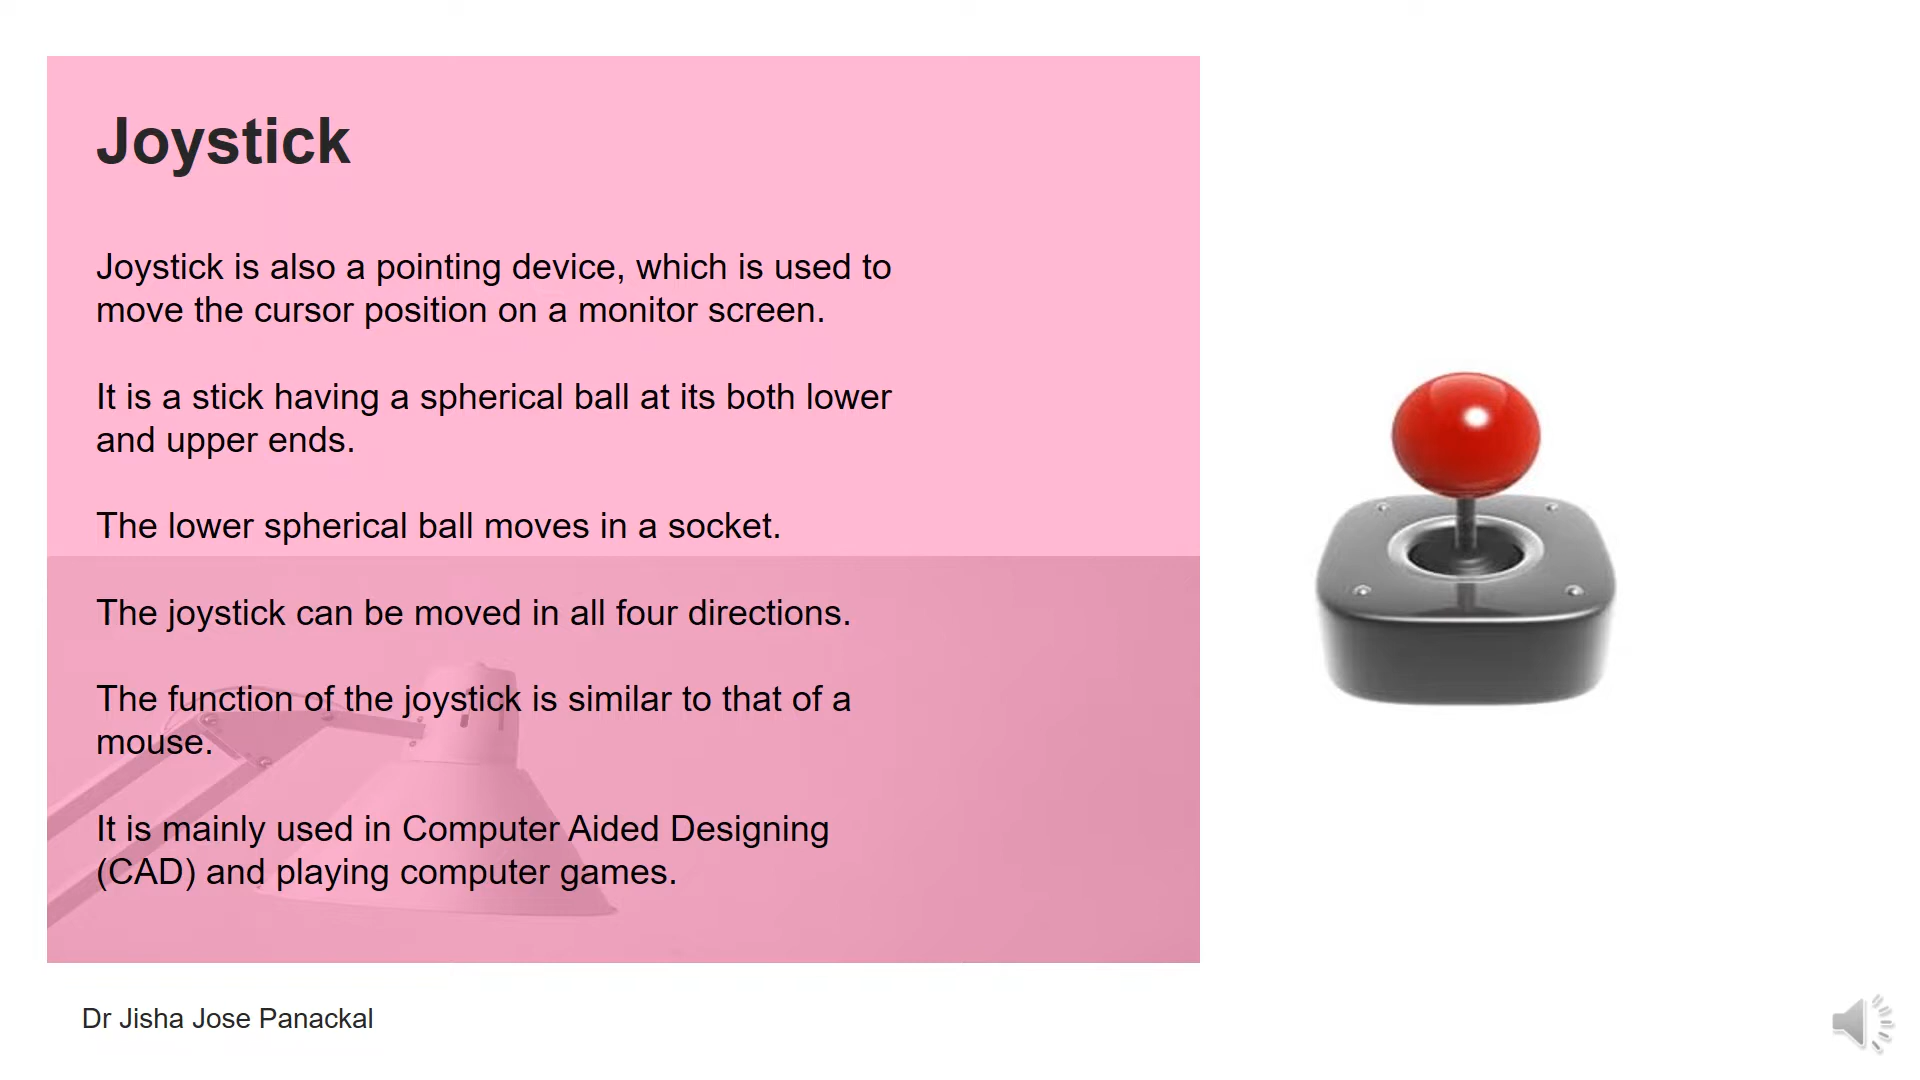 Joystick
Joystick is also a pointing device, which is used to
move the cursor position on a monitor screen.
It is a stick having a spherical ball at its both lower
and upper ends.
The lower spherical ball moves in a socket.
The joystick can be moved in all four directions.
The function of the joystick is similar to that of a
mouse.
It is mainly used in Computer Aided Designing
(CAD) and playing computer games.
Dr Jisha Jose Panackal